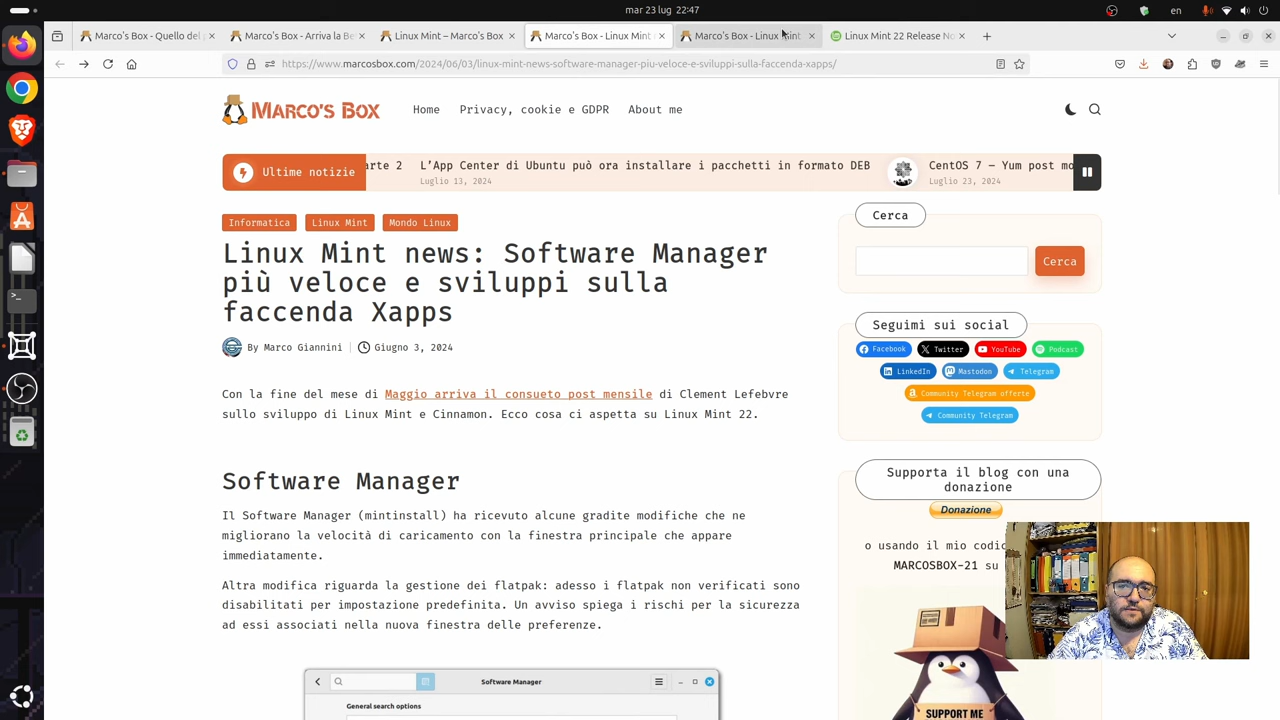 mar 23 lug 22:47
en
Marco's Box - Quello del
Marco's Box - Arriva la Be
Linux Mint – Marco's Box
Marco's Box - Linux Mint
Marco's Box - Linux Mint
Linux Mint 22 Release No
https://www.marcosbox.com/2024/06/03/linux-mint-news-software-manager-piu-veloce-e-sviluppi-sulla-faccenda-xapps/
MARCO'S BOX
Home
Privacy, cookie e GDPR
About me
Ultime notizie
arte 2
L'App Center di Ubuntu può ora installare i pacchetti in formato DEB
Luglio 13, 2024
CentOS 7 – Yum post mo
Luglio 23, 2024
Informatica
Linux Mint
Mondo Linux
Linux Mint news: Software Manager
più veloce e sviluppi sulla
faccenda Xapps
By Marco Giannini
Giugno 3, 2024
Con la fine del mese di Maggio arriva il consueto post mensile di Clement Lefebvre
sullo sviluppo di Linux Mint e Cinnamon. Ecco cosa ci aspetta su Linux Mint 22.
Software Manager
Il Software Manager (mintinstall) ha ricevuto alcune gradite modifiche che ne
migliorano la velocità di caricamento con la finestra principale che appare
immediatamente.
Altra modifica riguarda la gestione dei flatpak: adesso i flatpak non verificati sono
disabilitati per impostazione predefinita. Un avviso spiega i rischi per la sicurezza
ad essi associati nella nuova finestra delle preferenze.
Software Manager
General search options
Cerca
Cerca
Seguimi sui social
Facebook
Twitter
YouTube
Podcast
LinkedIn
Mastodon
Telegram
Community Telegram offerte
Community Telegram
Supporta il blog con una
donazione
Donazione
o usando il mio codic
MARCOSBOX-21 su
SUPPORT ME